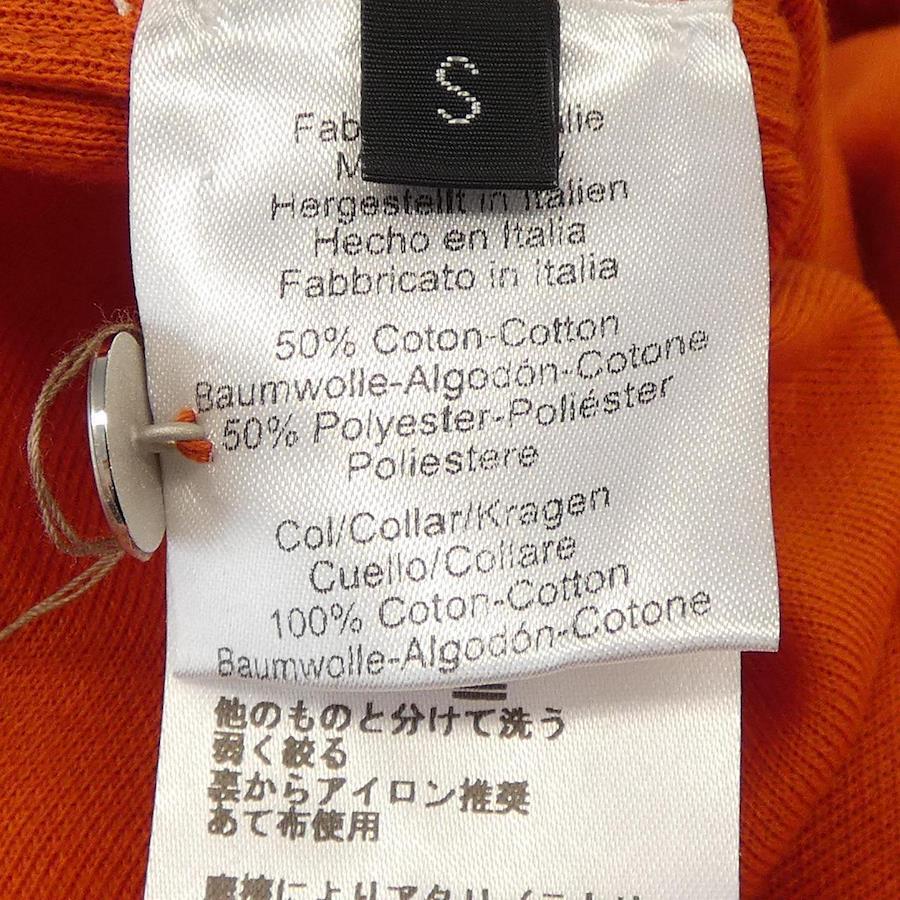 S
Hergestellt in Italien
Hecho en Italia
Fabbricato in Italia
50% Coton-Cotton
Baumwolle-Algodón-Cotone
50% Polyester-Poliéster
Poliestere
Col/Collar/Kragen
Cuello/Collare
100% Coton-Cotton
Baumwolle-Algodón-Cotone
他のものと分けて洗う
弱く絞る
裏からアイロン推奨
あて布使用